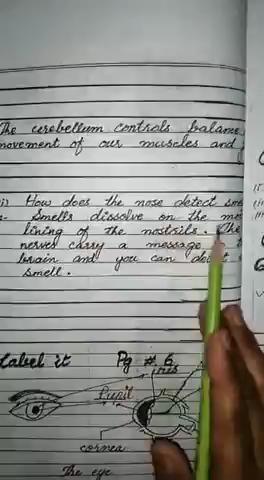 The cerebellum controls balance
movement of our muscles and
How does the nose detect
Smells dissolve on the
lining of the nostrils. The
nerves carry a message
brain and you can
smell.
Label it Pg # 6
iris
Pupil
cornea
The eye